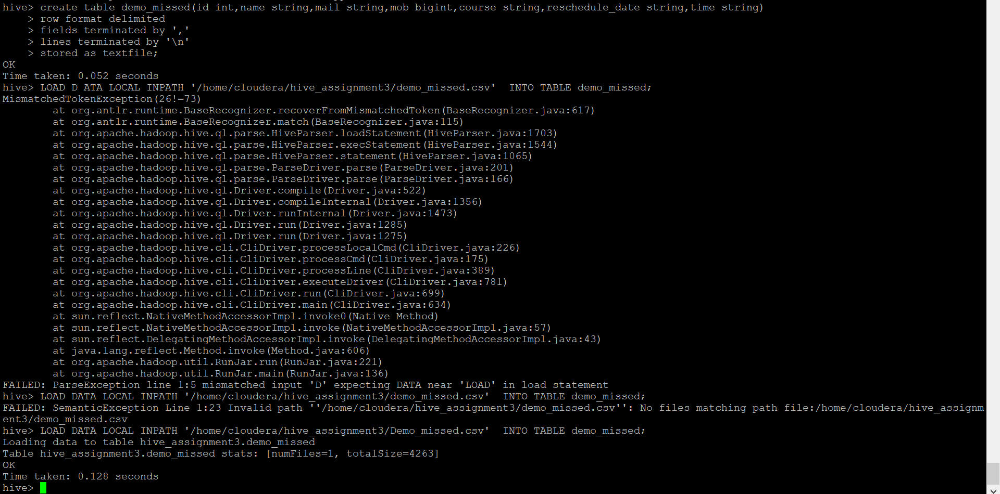 hive> create table demo_missed(id int,name string,mail string,mob bigint,course string,reschedule_date string,time string)
    > row format delimited
    > fields terminated by ','
    > lines terminated by '\n'
    > stored as textfile;
OK
Time taken: 0.052 seconds
hive> LOAD D ATA LOCAL INPATH '/home/cloudera/hive_assignment3/demo_missed.csv'  INTO TABLE demo_missed;
MismatchedTokenException(26!=73)
        at org.antlr.runtime.BaseRecognizer.recoverFromMismatchedToken(BaseRecognizer.java:617)
        at org.antlr.runtime.BaseRecognizer.match(BaseRecognizer.java:115)
        at org.apache.hadoop.hive.ql.parse.HiveParser.loadStatement(HiveParser.java:1703)
        at org.apache.hadoop.hive.ql.parse.HiveParser.execStatement(HiveParser.java:1544)
        at org.apache.hadoop.hive.ql.parse.HiveParser.statement(HiveParser.java:1065)
        at org.apache.hadoop.hive.ql.parse.ParseDriver.parse(ParseDriver.java:201)
        at org.apache.hadoop.hive.ql.parse.ParseDriver.parse(ParseDriver.java:166)
        at org.apache.hadoop.hive.ql.Driver.compile(Driver.java:522)
        at org.apache.hadoop.hive.ql.Driver.compileInternal(Driver.java:1356)
        at org.apache.hadoop.hive.ql.Driver.runInternal(Driver.java:1473)
        at org.apache.hadoop.hive.ql.Driver.run(Driver.java:1285)
        at org.apache.hadoop.hive.ql.Driver.run(Driver.java:1275)
        at org.apache.hadoop.hive.cli.CliDriver.processLocalCmd(CliDriver.java:226)
        at org.apache.hadoop.hive.cli.CliDriver.processCmd(CliDriver.java:175)
        at org.apache.hadoop.hive.cli.CliDriver.processLine(CliDriver.java:389)
        at org.apache.hadoop.hive.cli.CliDriver.executeDriver(CliDriver.java:781)
        at org.apache.hadoop.hive.cli.CliDriver.run(CliDriver.java:699)
        at org.apache.hadoop.hive.cli.CliDriver.main(CliDriver.java:634)
        at sun.reflect.NativeMethodAccessorImpl.invoke0(Native Method)
        at sun.reflect.NativeMethodAccessorImpl.invoke(NativeMethodAccessorImpl.java:57)
        at sun.reflect.DelegatingMethodAccessorImpl.invoke(DelegatingMethodAccessorImpl.java:43)
        at java.lang.reflect.Method.invoke(Method.java:606)
        at org.apache.hadoop.util.RunJar.run(RunJar.java:221)
        at org.apache.hadoop.util.RunJar.main(RunJar.java:136)
FAILED: ParseException line 1:5 mismatched input 'D' expecting DATA near 'LOAD' in load statement
hive> LOAD DATA LOCAL INPATH '/home/cloudera/hive_assignment3/demo_missed.csv'  INTO TABLE demo_missed;
FAILED: SemanticException Line 1:23 Invalid path ''/home/cloudera/hive_assignment3/demo_missed.csv'': No files matching path file:/home/cloudera/hive_assignm
ent3/demo_missed.csv
hive> LOAD DATA LOCAL INPATH '/home/cloudera/hive_assignment3/Demo_missed.csv'  INTO TABLE demo_missed;
Loading data to table hive_assignment3.demo_missed
Table hive_assignment3.demo_missed stats: [numFiles=1, totalSize=4263]
OK
Time taken: 0.128 seconds
hive>